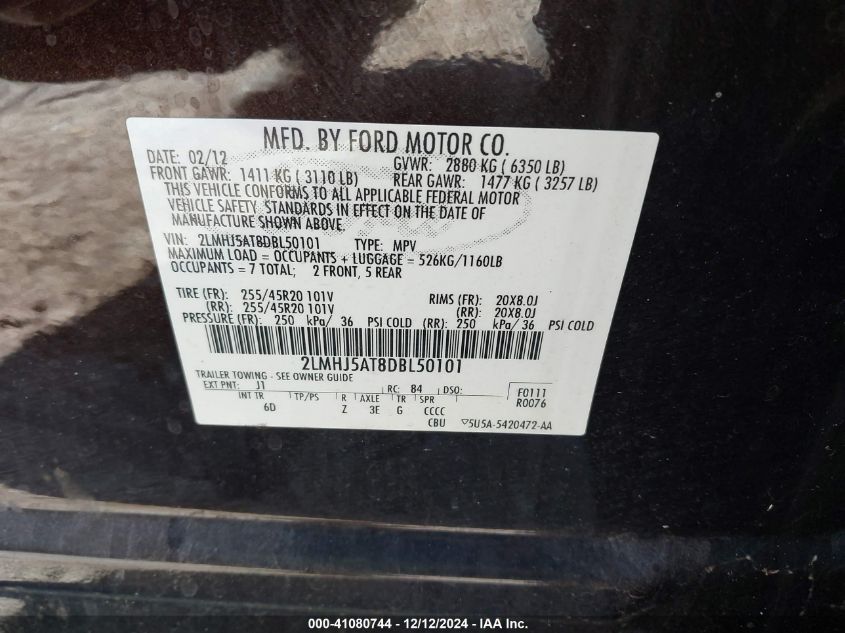 MFD. BY FORD MOTOR CO.
DATE: 02/12 GVWR: 2880 KG ( 6350 LB)
FRONT GAWR: 1411 KG ( 3110 LB) REAR GAWR: 1477 KG ( 3257 LB)
THIS VEHICLE CONFORMS TO ALL APPLICABLE FEDERAL MOTOR
VEHICLE SAFETY STANDARDS IN EFFECT ON THE DATE OF
MANUFACTURE SHOWN ABOVE.
VIN: 2LMHJ5AT8DBL50101 TYPE: MPV
MAXIMUM LOAD = OCCUPANTS + LUGGAGE = 526KG/1160LB
OCCUPANTS = 7 TOTAL; 2 FRONT, 5 REAR
TIRE (FR): 255/45R20 101V RIMS (FR): 20X8.0J
(RR): 255/45R20 101V (RR): 20X8.0J
PRESSURE (FR): 250 kPa/ 36 PSI COLD (RR): 250 kPa/ 36 PSI COLD
2LMHJ5AT8DBL50101
TRAILER TOWING - SEE OWNER GUIDE
EXT PNT: J1 RC: 84 DSO: F0111
INT TR TP/PS R AXLE TR SPR R0076
6D Z 3E G CCCC
CBU ▽5U5A-5420472-AA
000-41080744 - 12/12/2024 - IAA Inc.